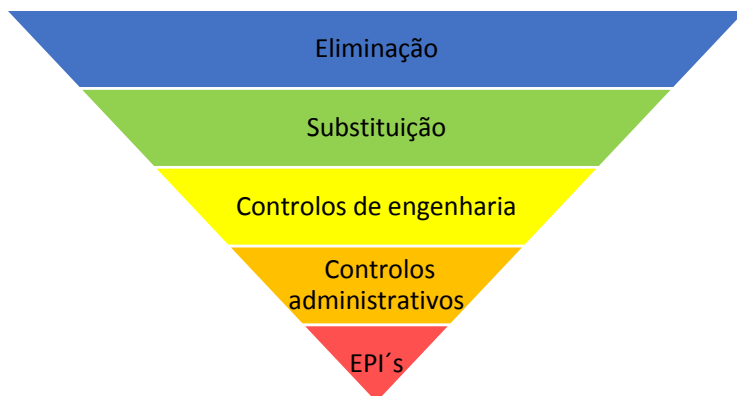 Eliminação
Substituição
Controlos de engenharia
Controlos
administrativos
EPI´s